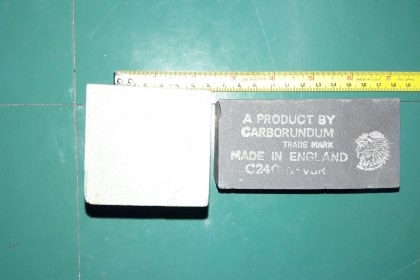 A PRODUCT BY
CARBORUNDUM
TRADE MARK
MADE IN ENGLAND